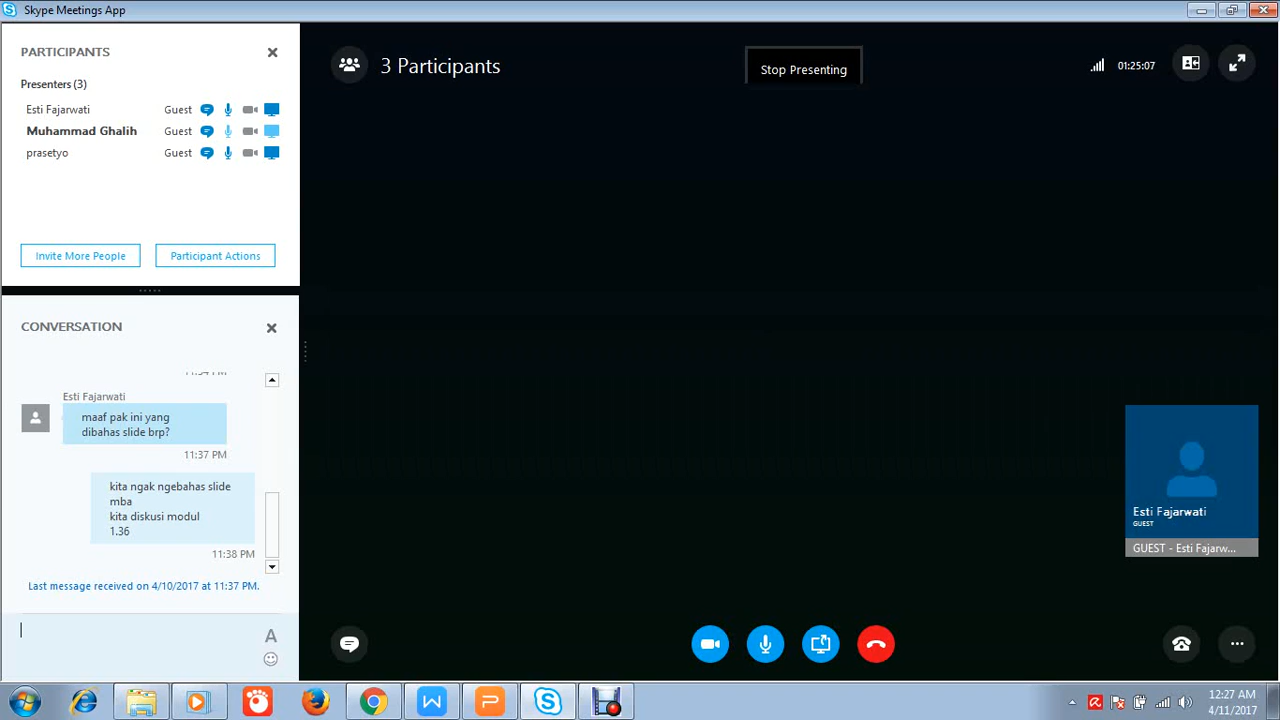 Skype Meetings App
PARTICIPANTS
Presenters (3)
Esti Fajarwati Guest
Muhammad Ghalih Guest
prasetyo Guest
Invite More People
Participant Actions
CONVERSATION
Esti Fajarwati
maaf pak ini yang
dibahas slide brp?
11:37 PM
kita ngak ngebahas slide
mba
kita diskusi modul
1.36
11:38 PM
Last message received on 4/10/2017 at 11:37 PM.
A
3 Participants
Stop Presenting
01:25:07
Esti Fajarwati
GUEST
GUEST - Esti Fajarw...
12:27 AM
4/11/2017